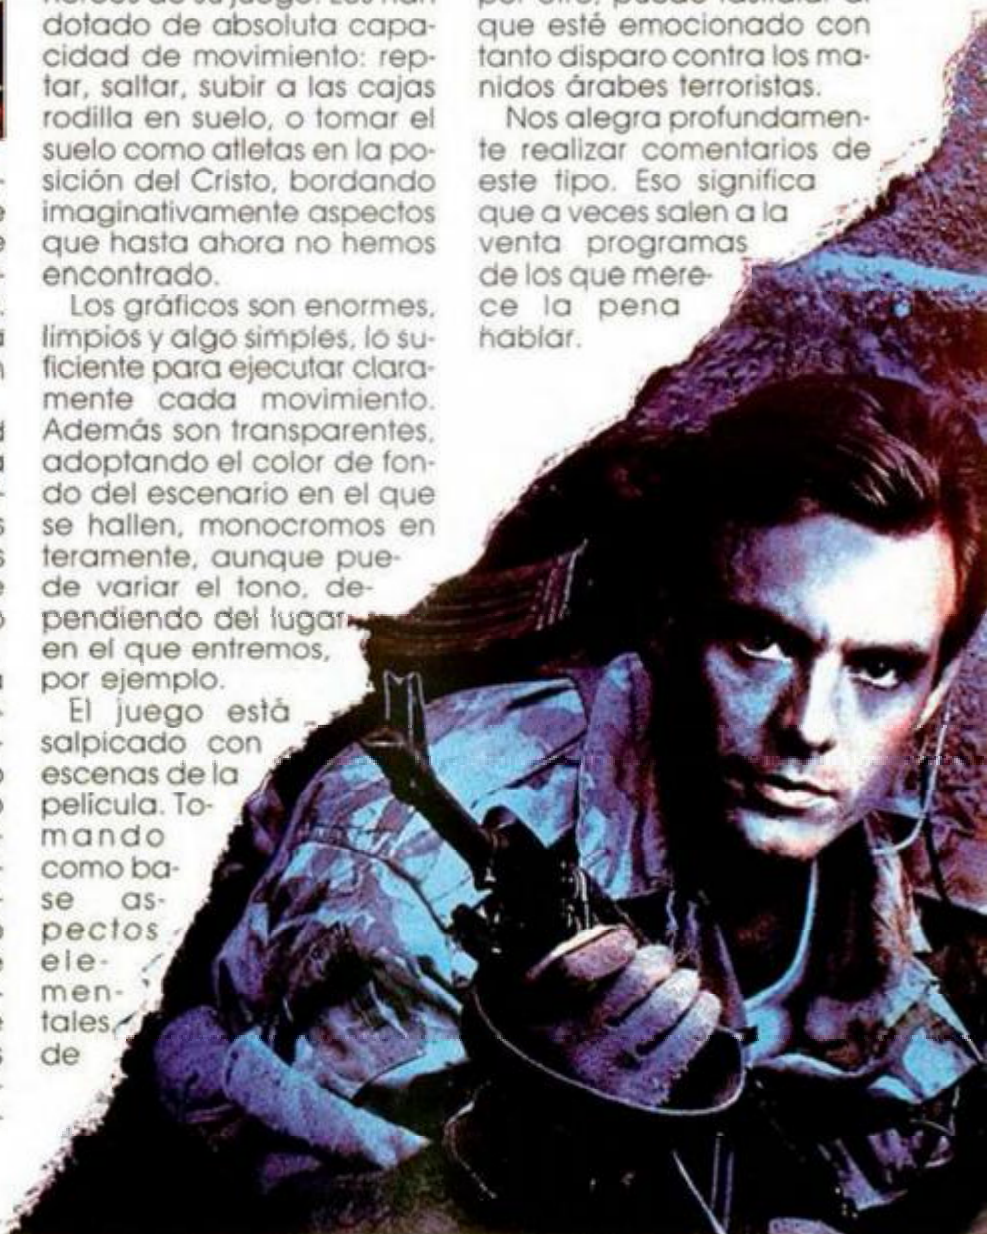 dotado de absoluta capa-
cidad de movimiento: rep-
tar, saltar, subir a las cajas
rodilla en suelo, o tomar el
suelo como atletas en la po-
sición del Cristo, bordando
imaginativamente aspectos
que hasta ahora no hemos
encontrado.
Los gráficos son enormes,
limpios y algo simples, lo su-
ficiente para ejecutar clara-
mente cada movimiento.
Además son transparentes,
adoptando el color de fon-
do del escenario en el que
se hallen, monocromos en
teramente, aunque pue-
de variar el tono, de-
pendiendo del lugar
en el que entremos,
por ejemplo.
El juego está
salpicado con
escenas de la
película. To-
mando
como ba-
se as-
pectos
ele-
men-
tales,
de
que esté emocionado con
tanto disparo contra los ma-
nidos árabes terroristas.
Nos alegra profundamen-
te realizar comentarios de
este tipo. Eso significa
que a veces salen a la
venta programas
de los que mere-
ce la pena
hablar.